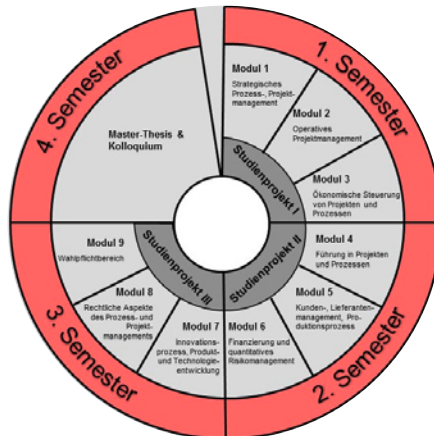 1. Semester
Modul 1
Strategisches
Prozess-, Projekt-
management
Modul 2
Operatives
Projektmanagement
Modul 3
Ökonomische Steuerung
von Projekten und
Prozessen
Studienprojekt I
2. Semester
Modul 4
Führung in Projekten
und Prozessen
Modul 5
Kunden-, Lieferanten-
management, Pro-
duktionsprozess
Modul 6
Finanzierung und
quantitatives
Risikomanagement
Studienprojekt II
3. Semester
Modul 7
Innovations-
prozess, Produkt-
und Technologie-
entwicklung
Modul 8
Rechtliche Aspekte
des Prozess- und
Projekt-
managements
Modul 9
Wahlpflichtbereich
Studienprojekt III
4. Semester
Master-Thesis &
Kolloquium